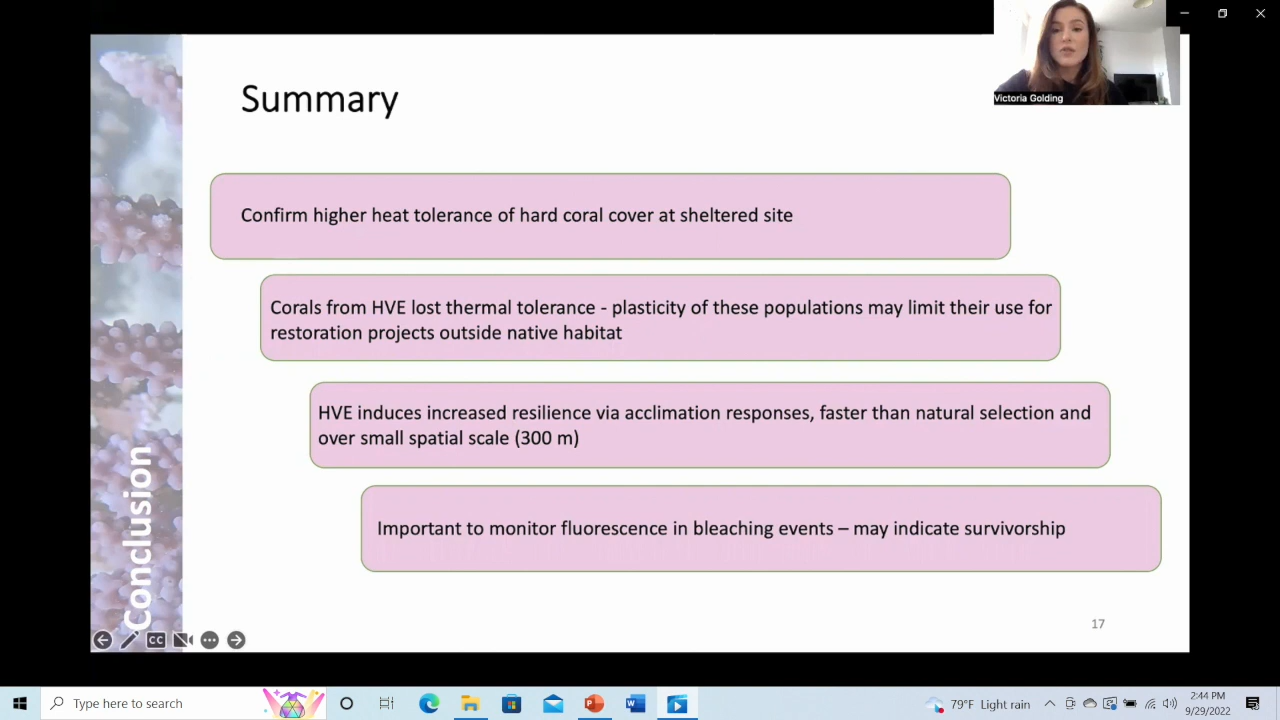 Victoria Golding
Summary
Confirm higher heat tolerance of hard coral cover at sheltered site
Corals from HVE lost thermal tolerance - plasticity of these populations may limit their use for
restoration projects outside native habitat
HVE induces increased resilience via acclimation responses, faster than natural selection and
over small spatial scale (300 m)
Important to monitor fluorescence in bleaching events – may indicate survivorship
Conclusion
17
CC
Type here to search
79°F Light rain
2:44 PM
9/29/2022